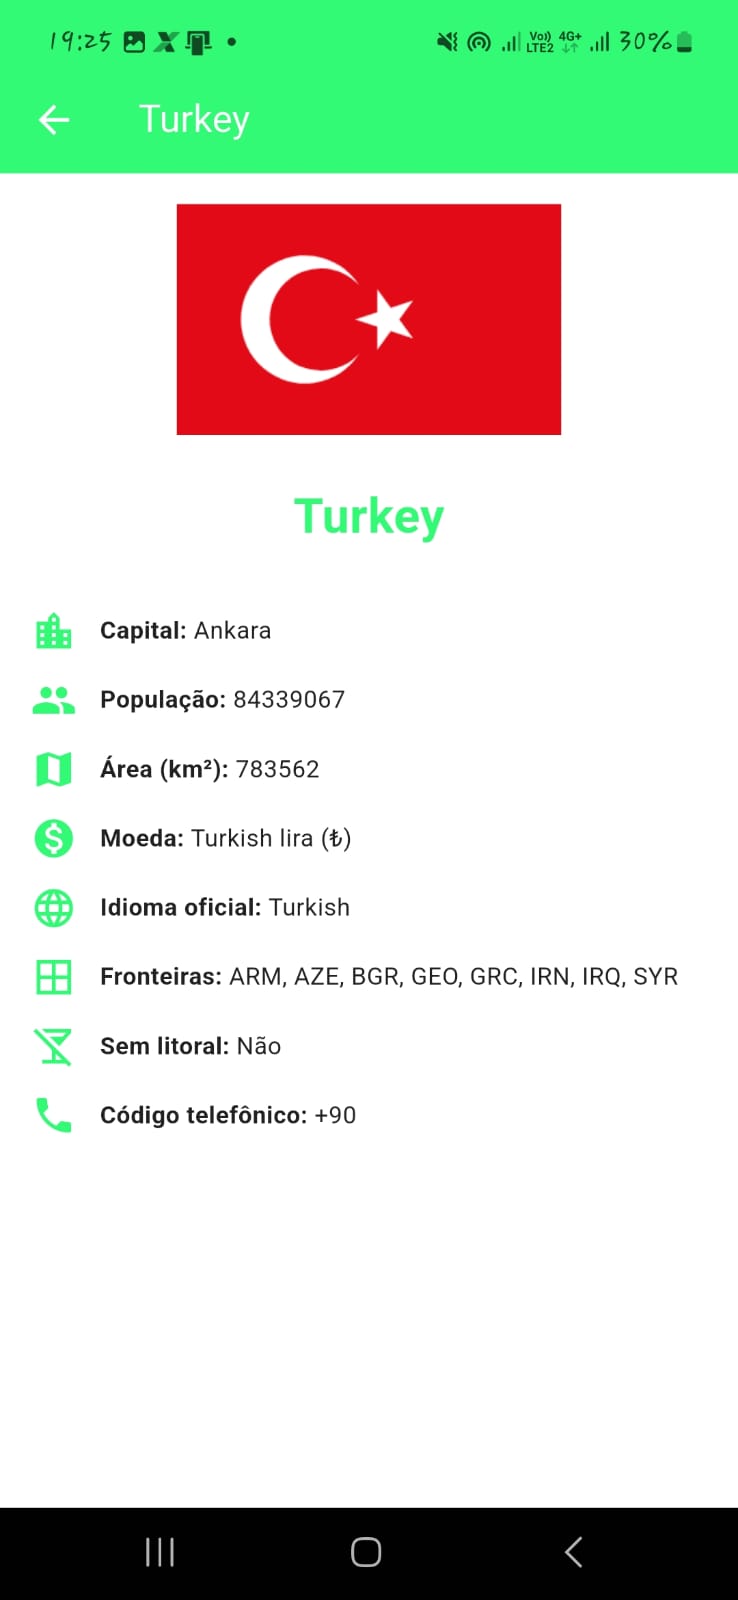 19:25
Vo)) 4G+
LTE2
30%
Turkey
Turkey
Capital: Ankara
População: 84339067
Área (km²): 783562
Moeda: Turkish lira (₺)
Idioma oficial: Turkish
Fronteiras: ARM, AZE, BGR, GEO, GRC, IRN, IRQ, SYR
Sem litoral: Não
Código telefônico: +90